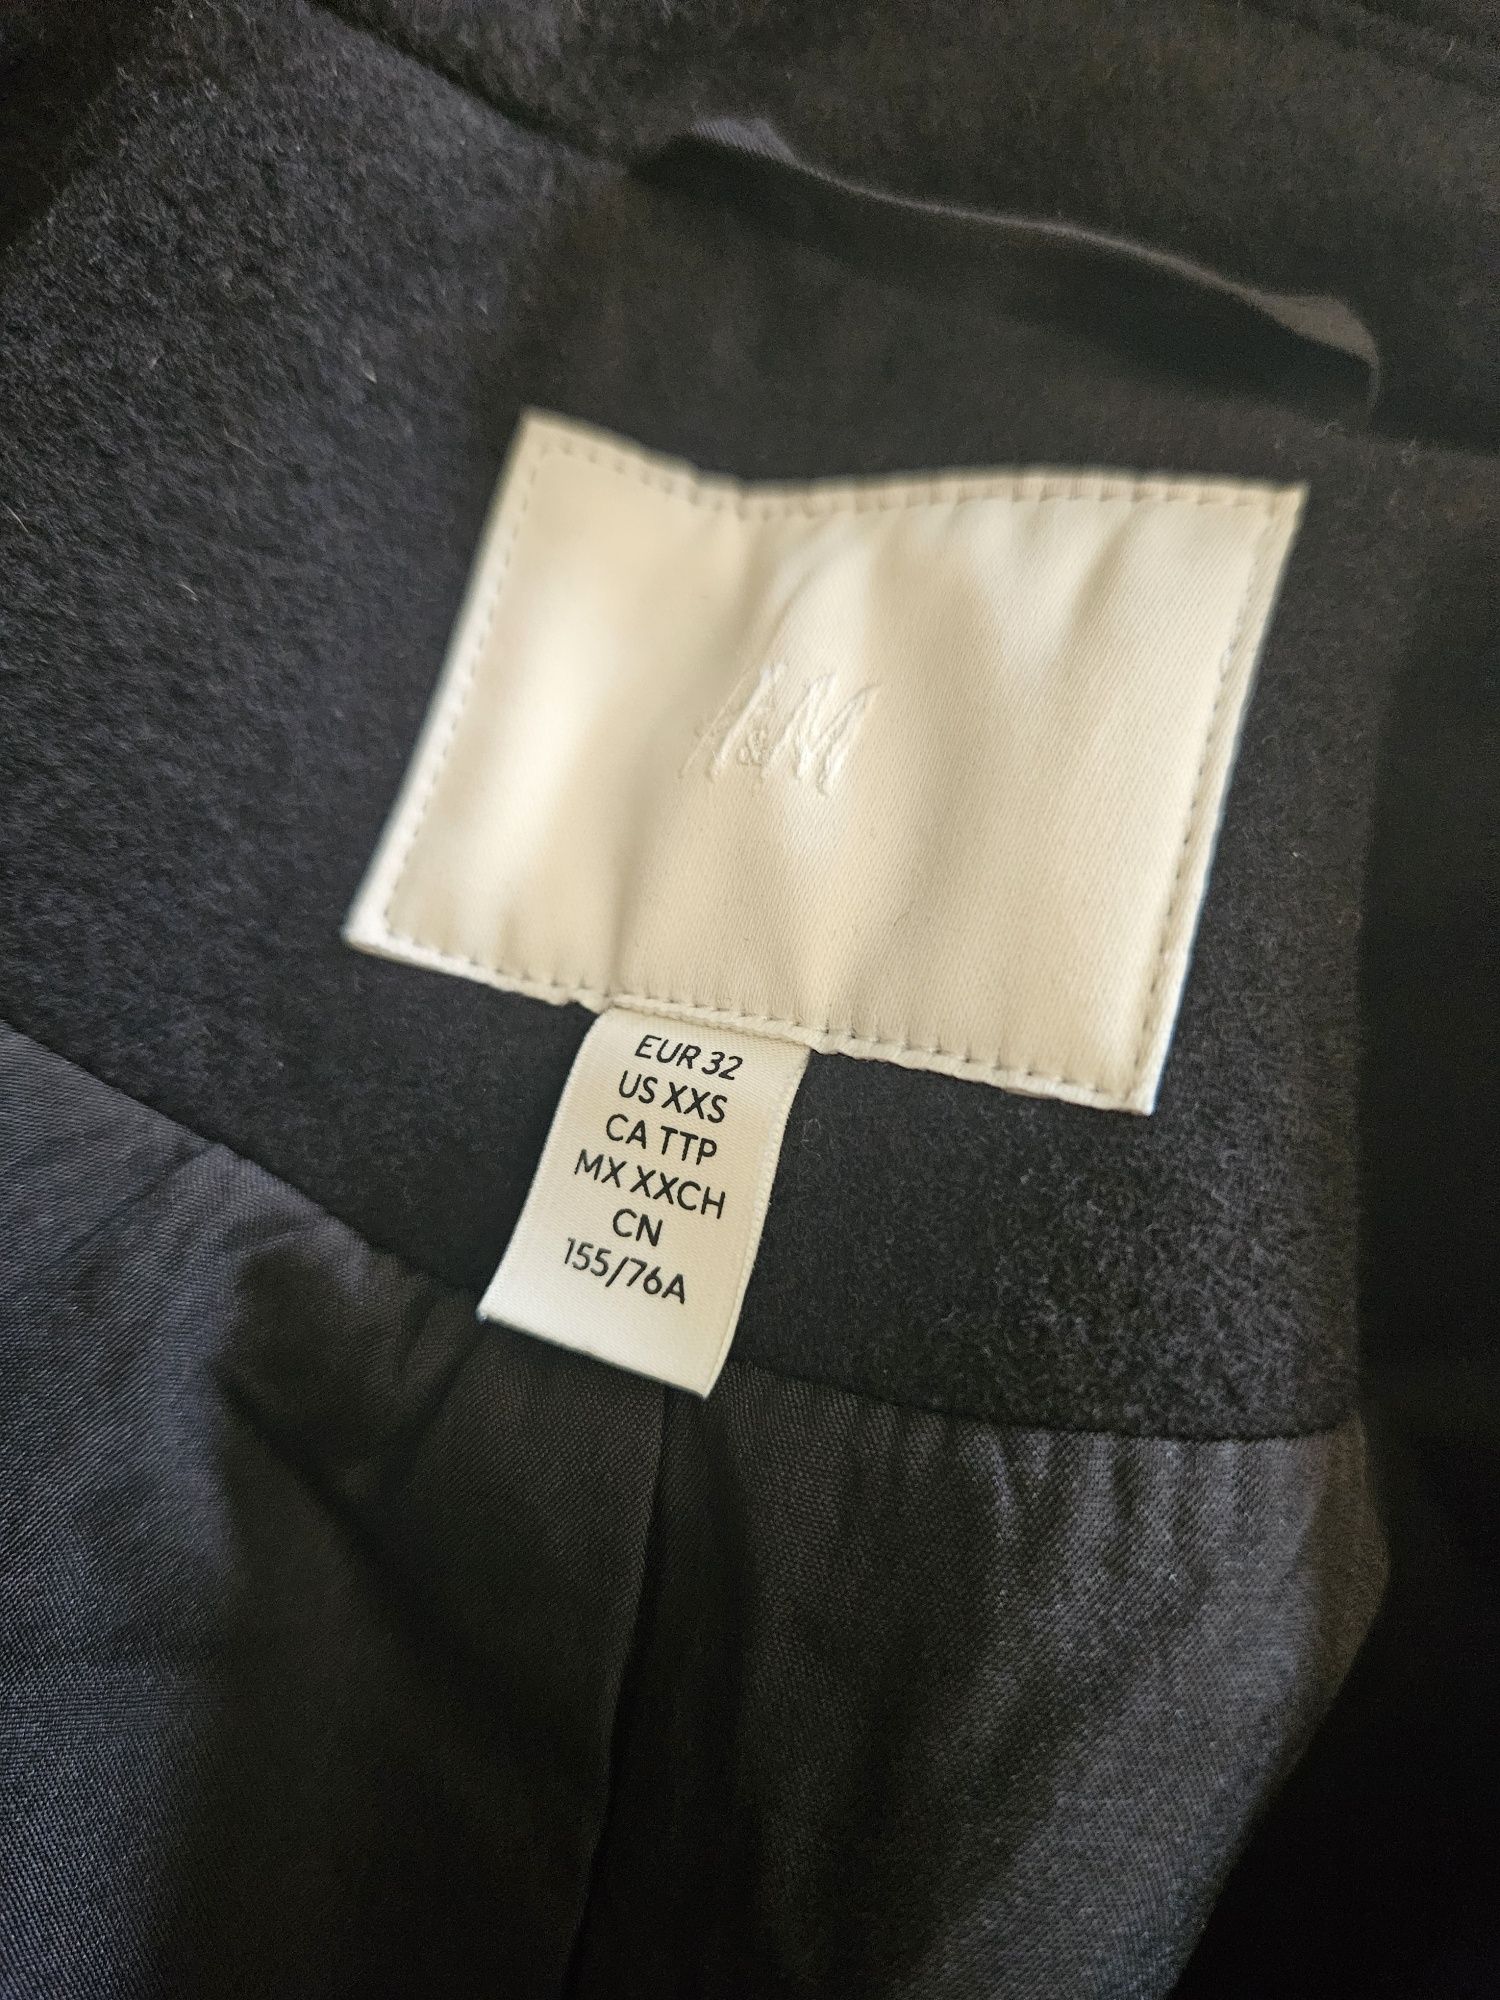 H&M
EUR 32
US XXS
CA TTP
MX XXCH
CN
155/76A